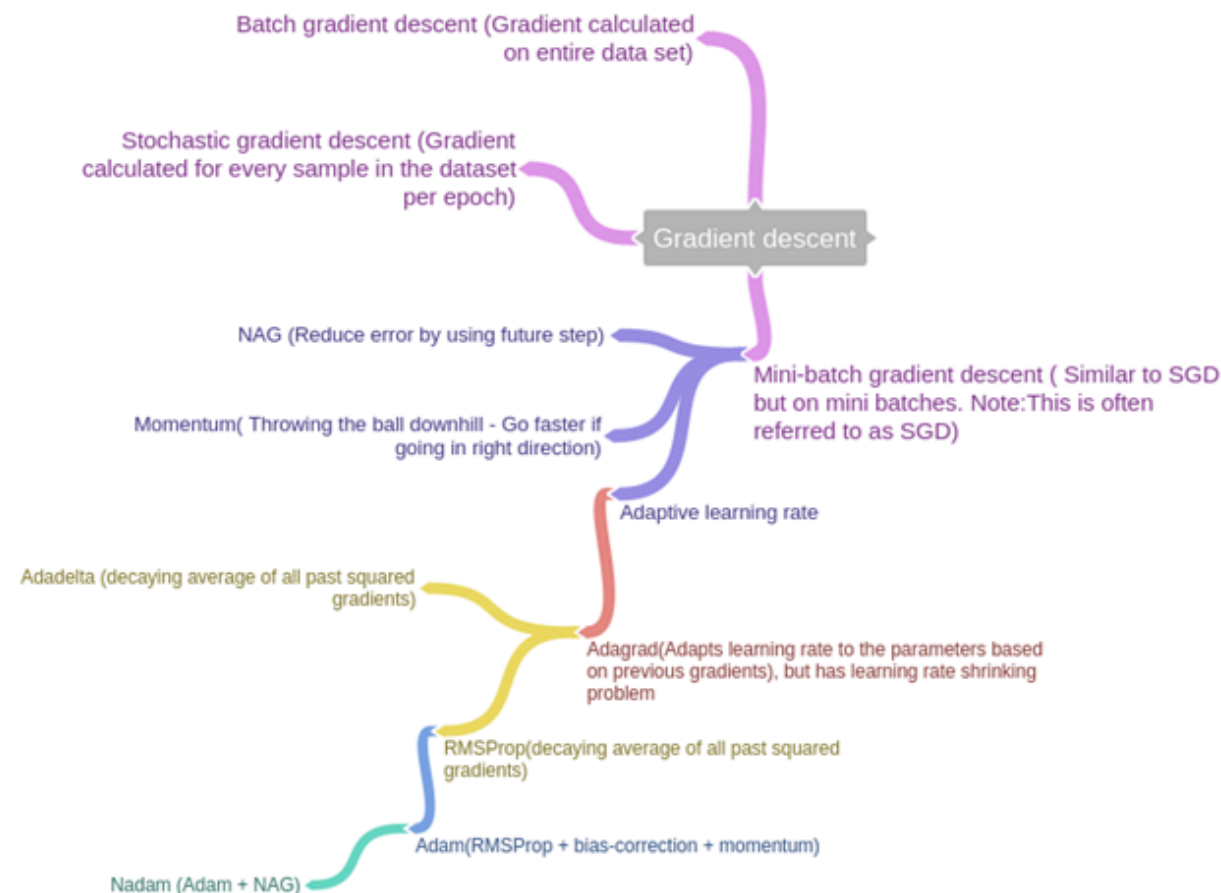 Batch gradient descent (Gradient calculated
on entire data set)
Stochastic gradient descent (Gradient
calculated for every sample in the dataset
per epoch)
Gradient descent
NAG (Reduce error by using future step)
Mini-batch gradient descent ( Similar to SGD
but on mini batches. Note:This is often
referred to as SGD)
Momentum( Throwing the ball downhill - Go faster if
going in right direction)
Adaptive learning rate
Adadelta (decaying average of all past squared
gradients)
Adagrad(Adapts learning rate to the parameters based
on previous gradients), but has learning rate shrinking
problem
RMSProp(decaying average of all past squared
gradients)
Adam(RMSProp + bias-correction + momentum)
Nadam (Adam + NAG)